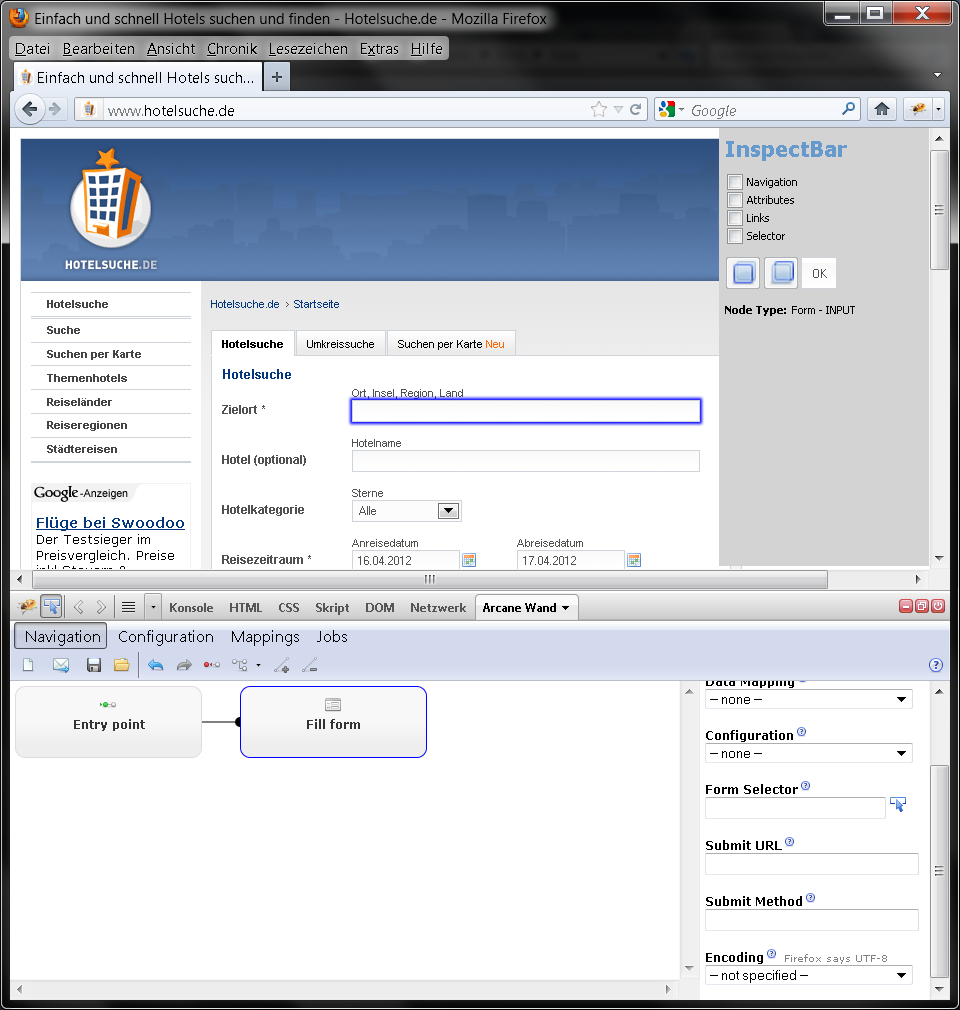 Einfach und schnell Hotels suchen und finden - Hotelsuche.de - Mozilla Firefox
Datei Bearbeiten Ansicht Chronik Lesezeichen Extras Hilfe
Einfach und schnell Hotels such... +
www.hotelsuche.de Google
HOTELSUCHE.DE
InspectBar
Navigation
Attributes
Links
Selector
OK
Node Type: Form - INPUT
Hotelsuche
Suche
Suchen per Karte
Themenhotels
Reiseländer
Reiseregionen
Städtereisen
Google-Anzeigen
Flüge bei Swoodoo
Der Testsieger im
Preisvergleich. Preise
inkl Steuern &
Hotelsuche.de › Startseite
Hotelsuche Umkreissuche Suchen per Karte Neu
Hotelsuche
Ort, Insel, Region, Land
Zielort *
Hotelname
Hotel (optional)
Sterne
Hotelkategorie Alle
Anreisedatum Abreisedatum
Reisezeitraum * 16.04.2012 17.04.2012
Konsole HTML CSS Skript DOM Netzwerk Arcane Wand
Navigation Configuration Mappings Jobs
Entry point
Fill form
Data Mapping ?
-- none --
Configuration ?
-- none --
Form Selector ?
Submit URL ?
Submit Method ?
Encoding ? Firefox says UTF-8
-- not specified --